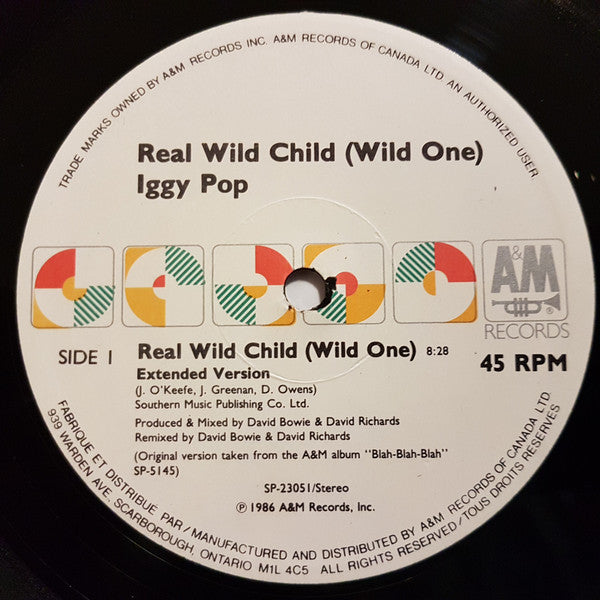 TRADE MARKS OWNED BY A&M RECORDS INC. A&M RECORDS OF CANADA LTD AN AUTHORIZED USER.
Real Wild Child (Wild One)
Iggy Pop
A&M
®
RECORDS
SIDE 1
Real Wild Child (Wild One) 8:28
45 RPM
Extended Version
(J. O'Keefe, J. Greenan, D. Owens)
Southern Music Publishing Co. Ltd.
Produced & Mixed by David Bowie & David Richards
Remixed by David Bowie & David Richards
(Original version taken from the A&M album "Blah-Blah-Blah"
SP-5145)
SP-23051/Stereo
℗ 1986 A&M Records, Inc.
FABRIQUE ET DISTRIBUE PAR/MANUFACTURED AND DISTRIBUTED BY A&M RECORDS OF CANADA LTD
939 WARDEN AVE, SCARBOROUGH, ONTARIO M1L 4C5 ALL RIGHTS RESERVED/TOUS DROITS RESERVES